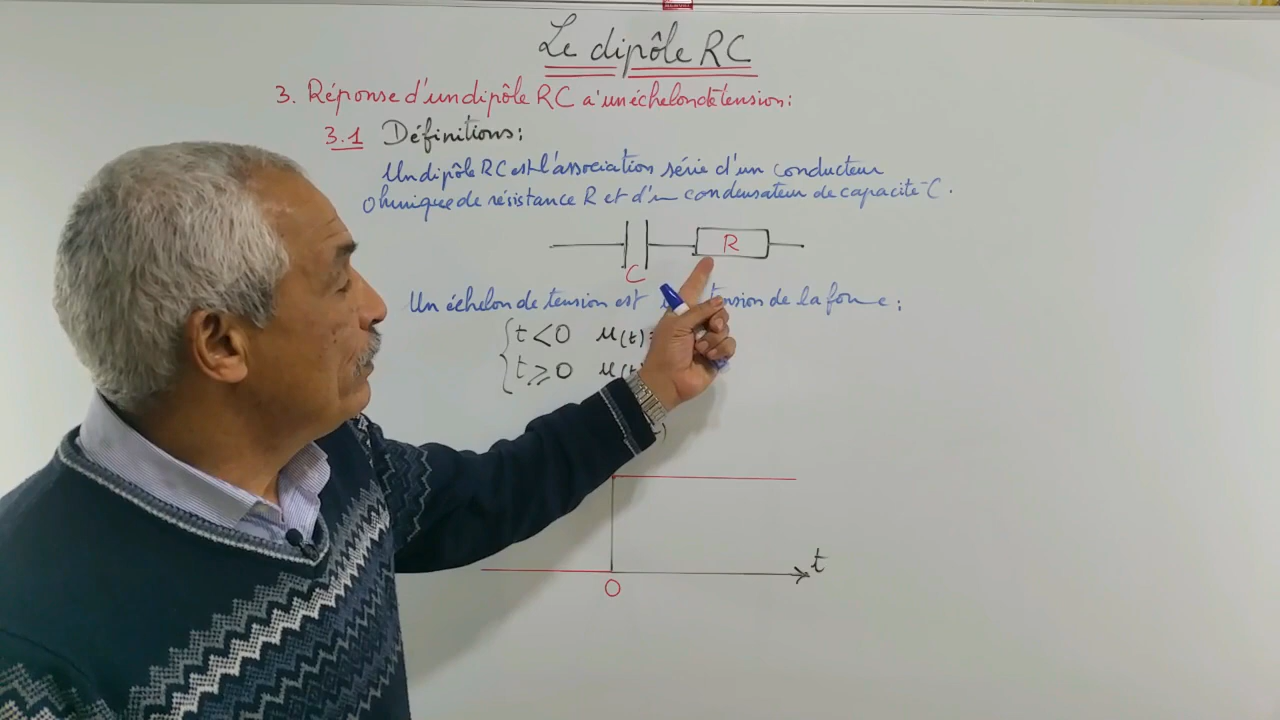 Le dipôle RC
3. Réponse d'un dipôle RC à un échelon de tension :
3.1 Définitions :
Un dipôle RC est l'association série d'un conducteur
Ohmique de résistance R et d'un condensateur de capacité C.
R
C
Un échelon de tension est tension de la forme :
t < 0 u(t) =
t ⩾ 0 u(t
t
0